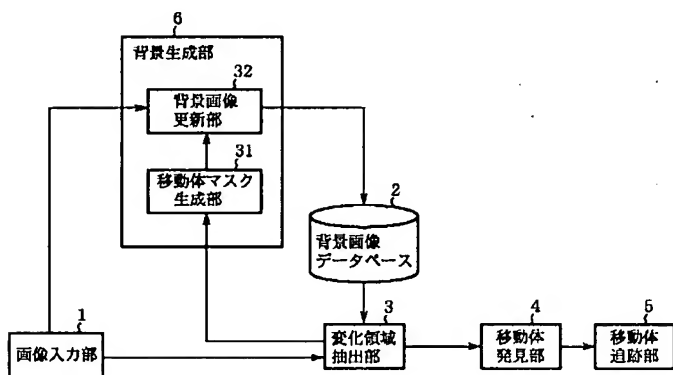 6
背景生成部
32
背景画像
更新部
31
移動体マスク
生成部
2
背景画像
データベース
1
画像入力部
3
変化領域
抽出部
4
移動体
発見部
5
移動体
追跡部